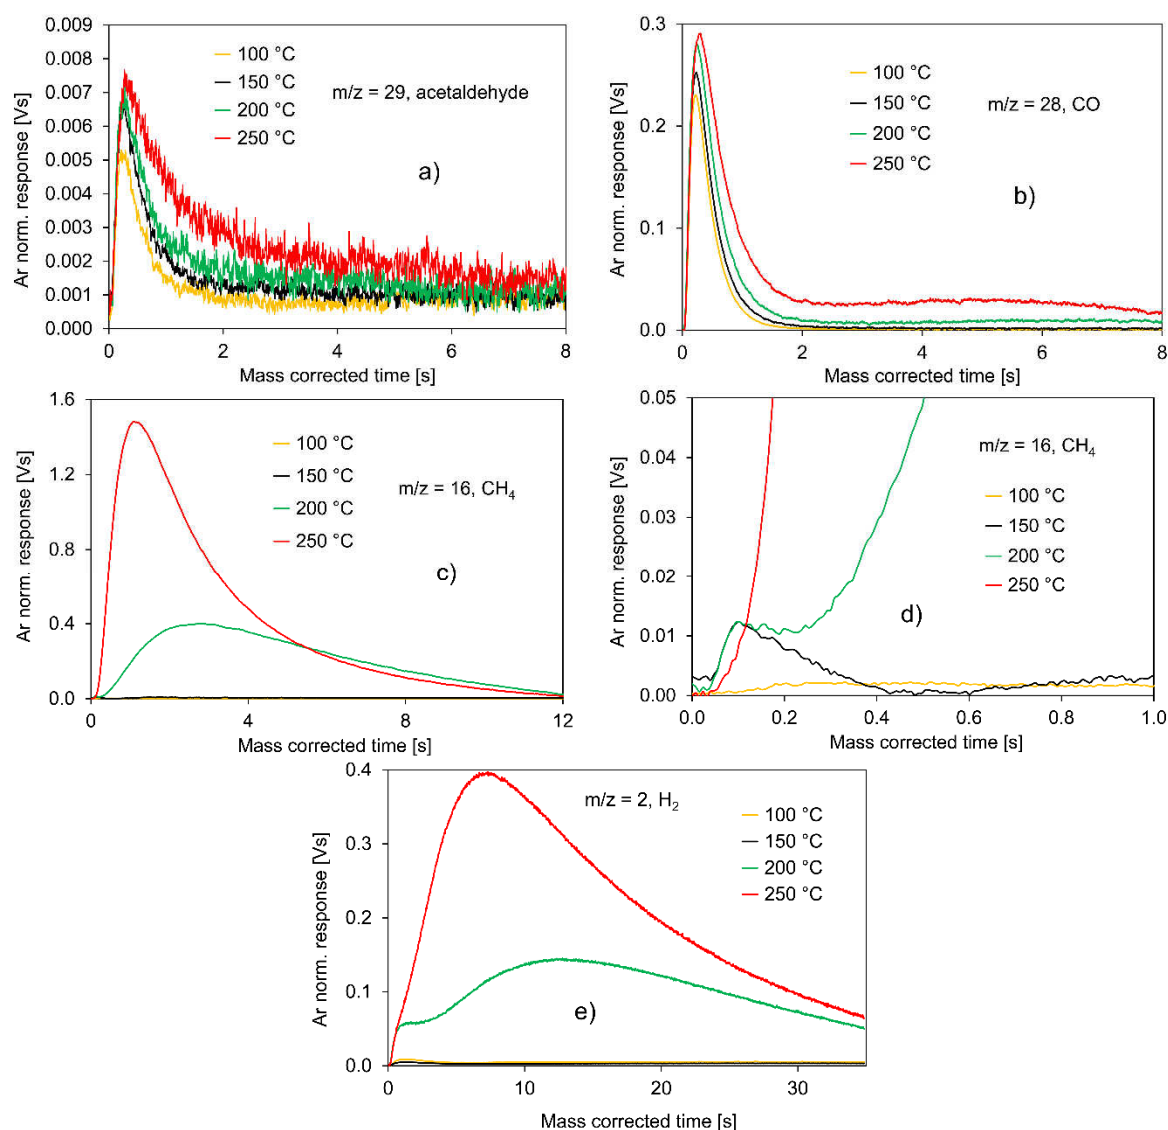 Ar norm. response [Vs]
0.009
0.008
0.007
0.006
0.005
0.004
0.003
0.002
0.001
0.000
100 °C
150 °C
200 °C
250 °C
m/z = 29, acetaldehyde
a)
0 2 4 6 8
Mass corrected time [s]
Ar norm. response [Vs]
0.3
0.2
0.1
0.0
100 °C
150 °C
200 °C
250 °C
m/z = 28, CO
b)
0 2 4 6 8
Mass corrected time [s]
Ar norm. response [Vs]
1.6
1.2
0.8
0.4
0.0
100 °C
150 °C
200 °C
250 °C
m/z = 16, CH₄
c)
0 4 8 12
Mass corrected time [s]
Ar norm. response [Vs]
0.05
0.04
0.03
0.02
0.01
0.00
m/z = 16, CH₄
100 °C
150 °C
200 °C
250 °C
d)
0.0 0.2 0.4 0.6 0.8 1.0
Mass corrected time [s]
Ar norm. response [Vs]
0.4
0.3
0.2
0.1
0.0
m/z = 2, H₂
100 °C
150 °C
200 °C
250 °C
e)
0 10 20 30
Mass corrected time [s]